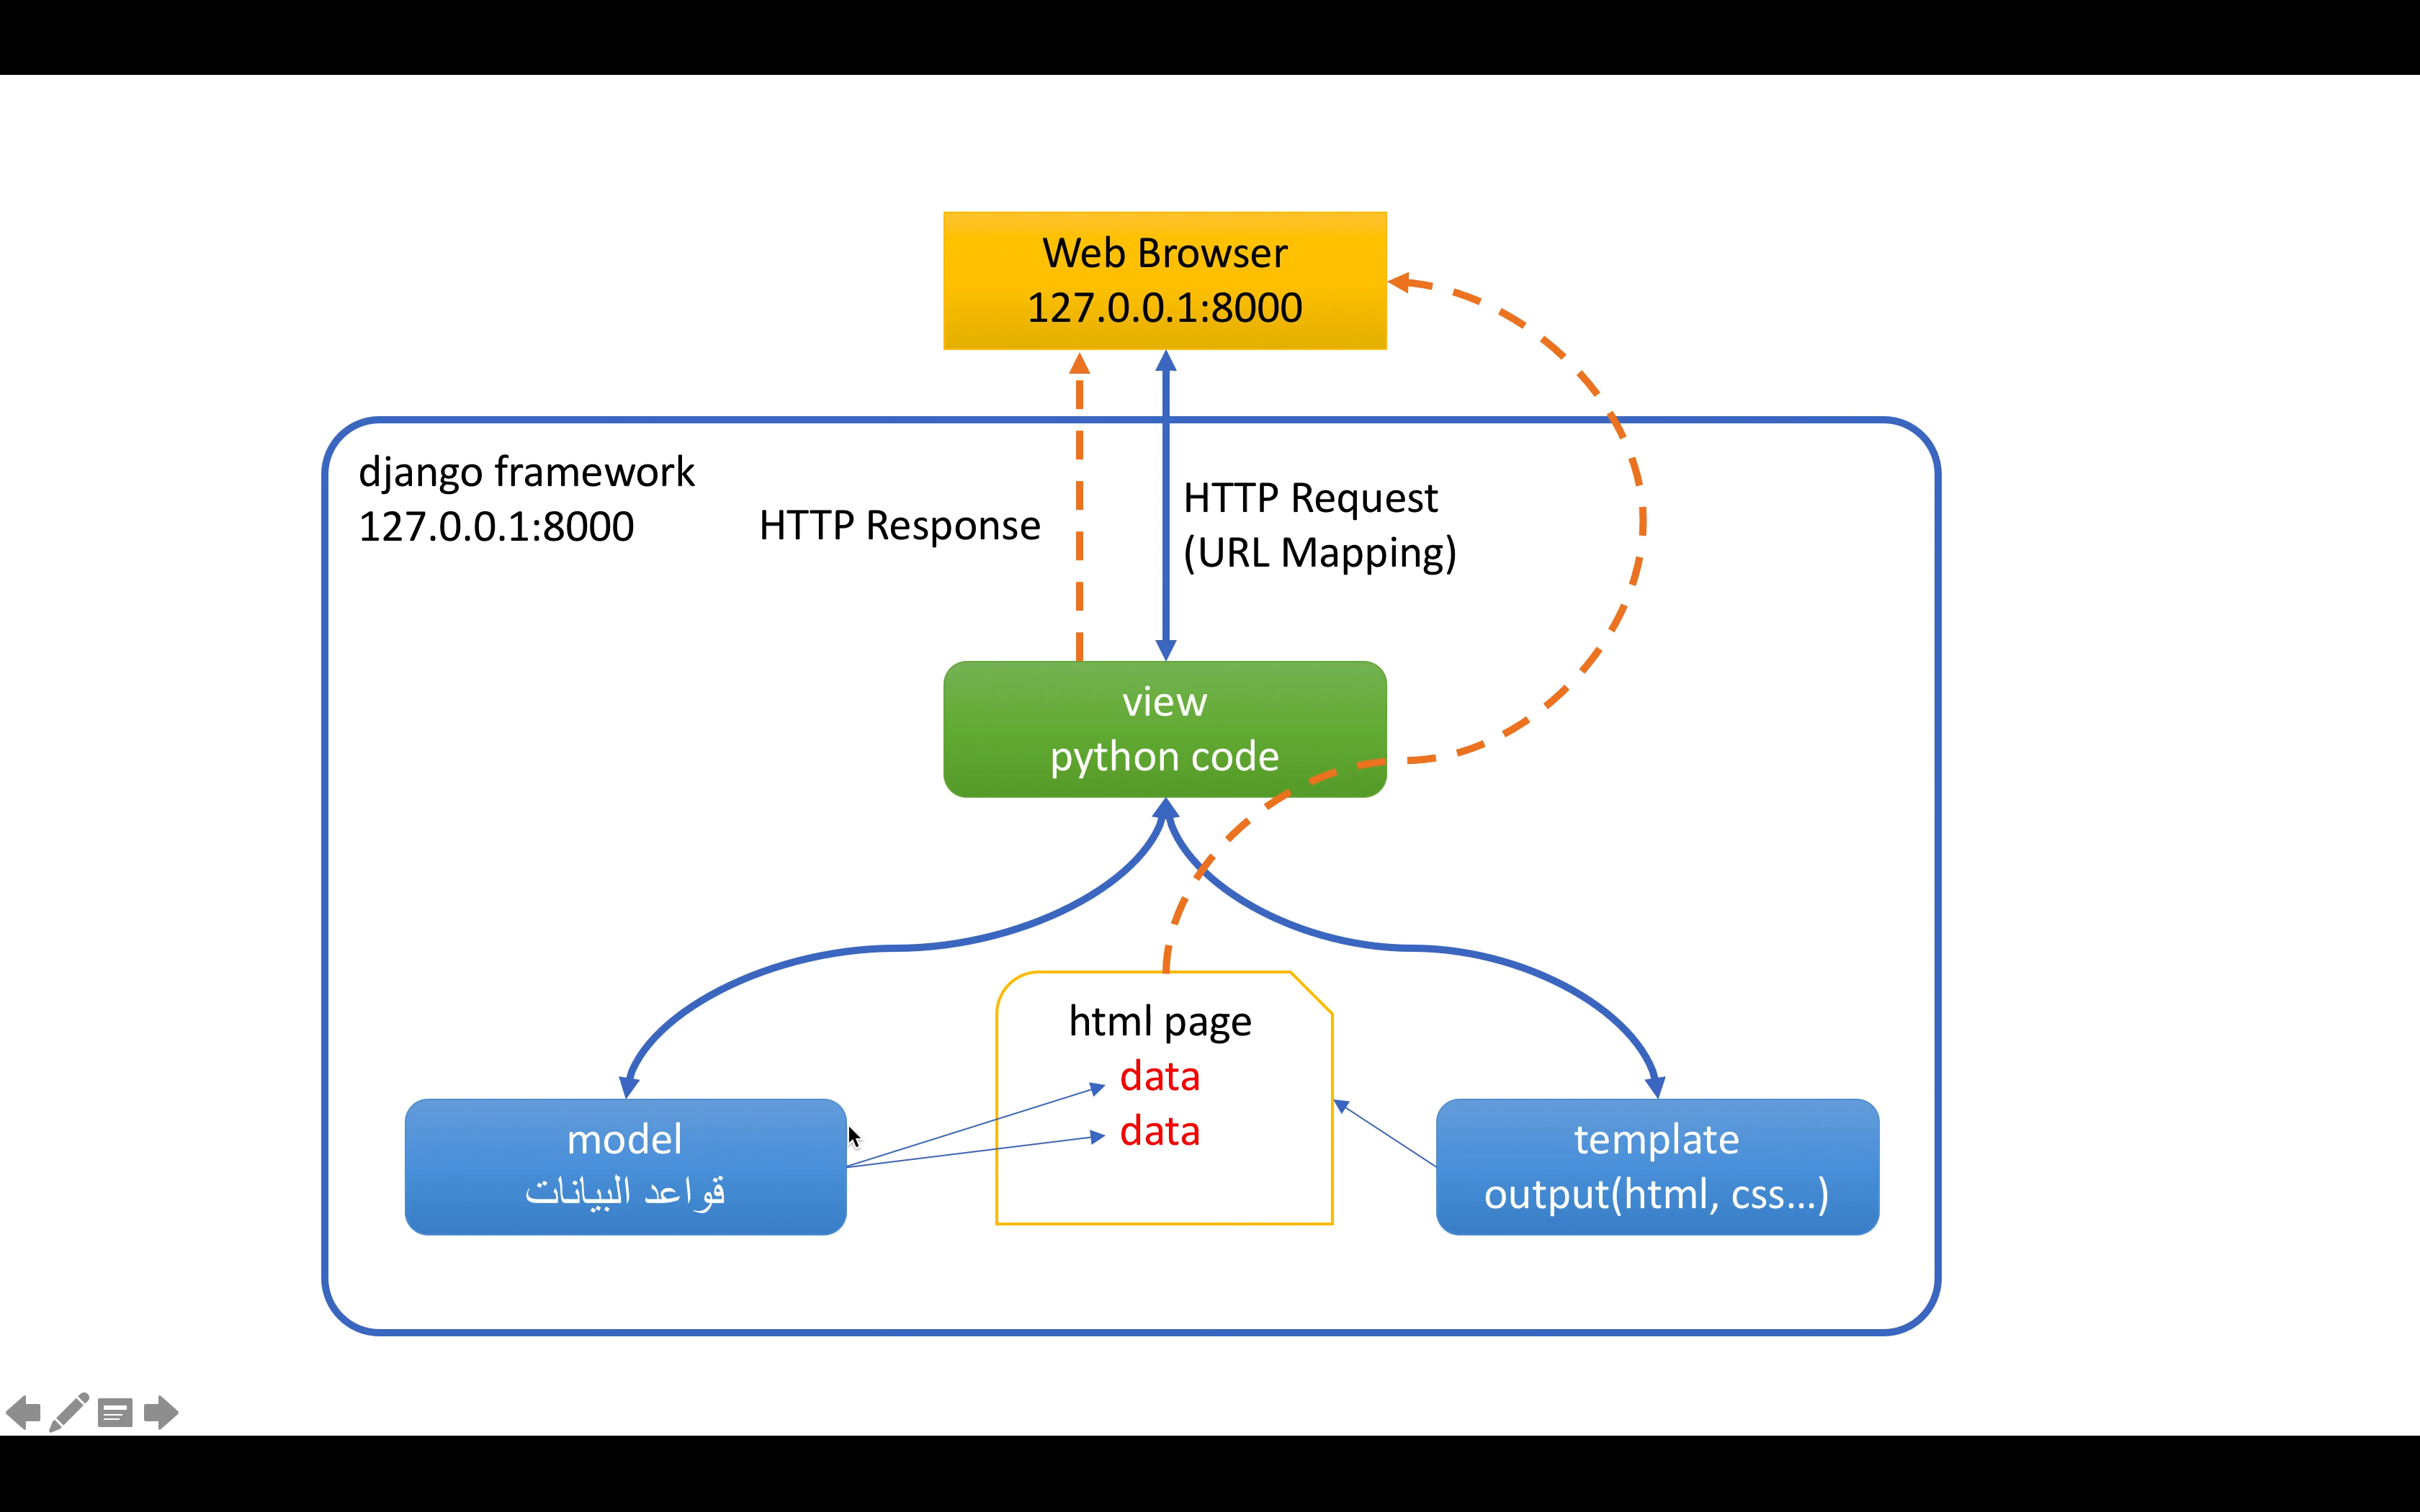 Web Browser
127.0.0.1:8000
django framework
127.0.0.1:8000
HTTP Response
HTTP Request
(URL Mapping)
view
python code
html page
data
data
model
قواعد البيانات
template
output(html, css...)